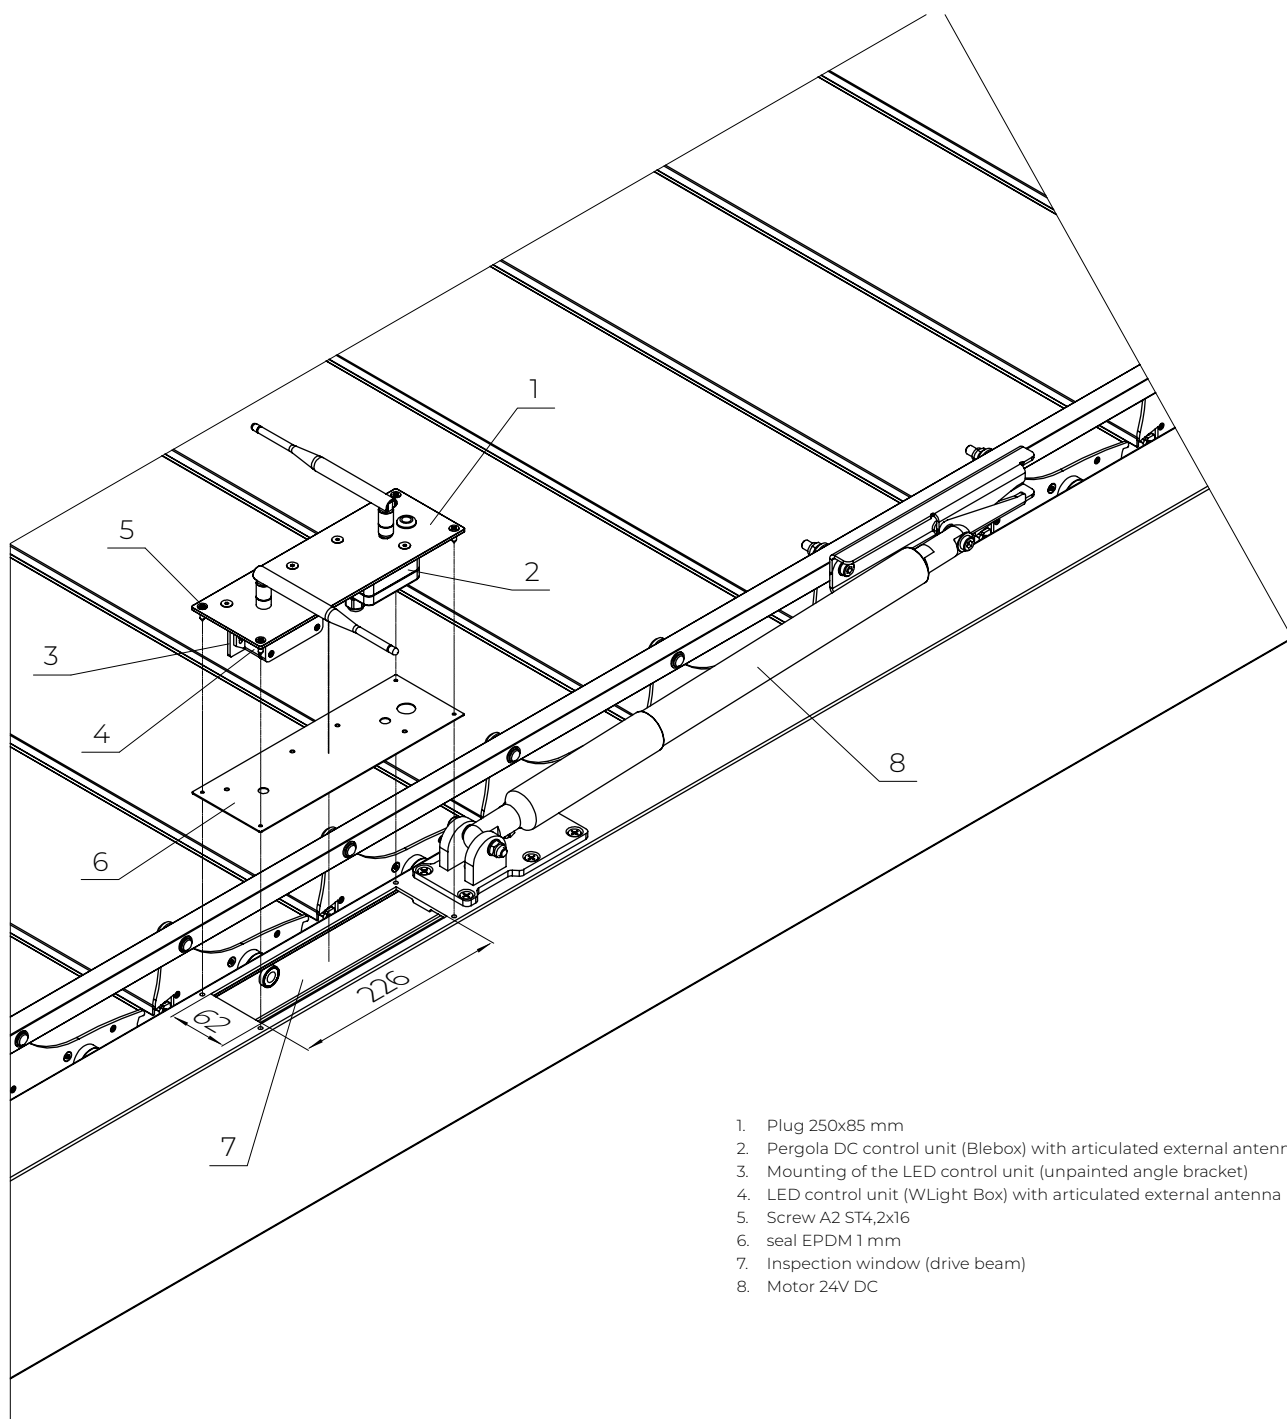 1
5
2
3
4
8
6
226
62
7
1. Plug 250x85 mm
2. Pergola DC control unit (Blebox) with articulated external antenn
3. Mounting of the LED control unit (unpainted angle bracket)
4. LED control unit (WLight Box) with articulated external antenna
5. Screw A2 ST4,2x16
6. seal EPDM 1 mm
7. Inspection window (drive beam)
8. Motor 24V DC